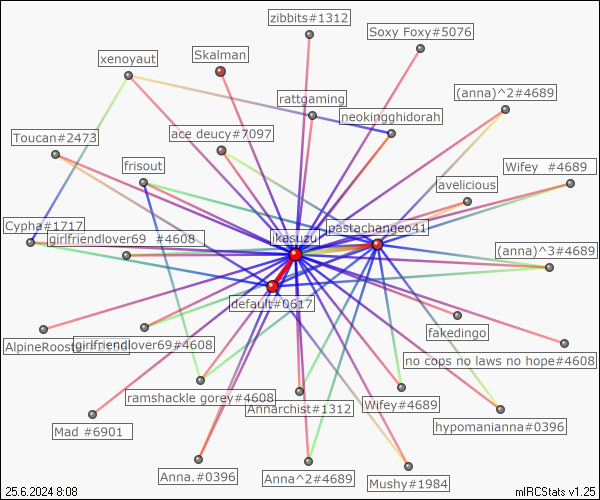 zibbits#1312
Soxy Foxy#5076
xenoyaut
Skalman
(anna)^2#4689
rattgaming
neokingghidorah
Toucan#2473
ace deucy#7097
frisout
Wifey #4689
avelicious
Cypha#1717
girlfriendlover69 #4608
ikasuzu
pastachangeo41
(anna)^3#4689
default#0617
fakedingo
girlfriendlover69#4608
no cops no laws no hope#4608
ramshackle gorey#4608
Annarchist#1312
Wifey#4689
hypomanianna#0396
Mad #6901
Anna.#0396
Anna^2#4689
Mushy#1984
25.6.2024 8:08
mIRCStats v1.25